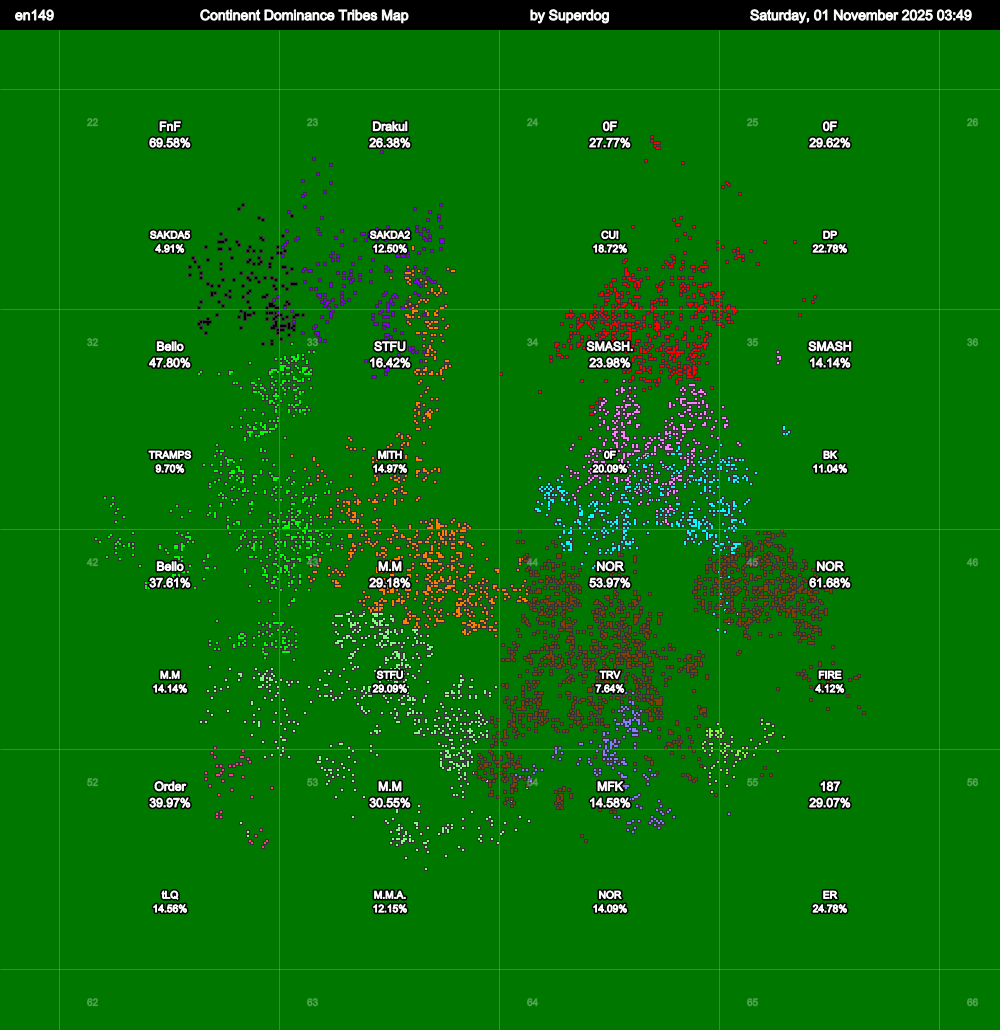 en149 Continent Dominance Tribes Map by Superdog Saturday, 01 November 2025 03:49
22 23 24 25 26
FnF Drakul 0F 0F
69.58% 26.38% 27.77% 29.62%
SAKDA5 SAKDA2 CUI DP
4.91% 12.50% 18.72% 22.78%
32 33 34 35 36
Bello STFU SMASH. SMASH
47.80% 16.42% 23.98% 14.14%
TRAMPS MITH 0F BK
9.70% 14.97% 20.09% 11.04%
42 44 45 46
Bello M.M NOR NOR
37.61% 29.18% 53.97% 61.68%
M.M STFU TRV FIRE
14.14% 29.09% 7.64% 4.12%
52 53 54 55 56
Order M.M MFK 187
39.97% 30.55% 14.58% 29.07%
tLQ M.M.A. NOR ER
14.56% 12.15% 14.09% 24.78%
62 63 64 65 66